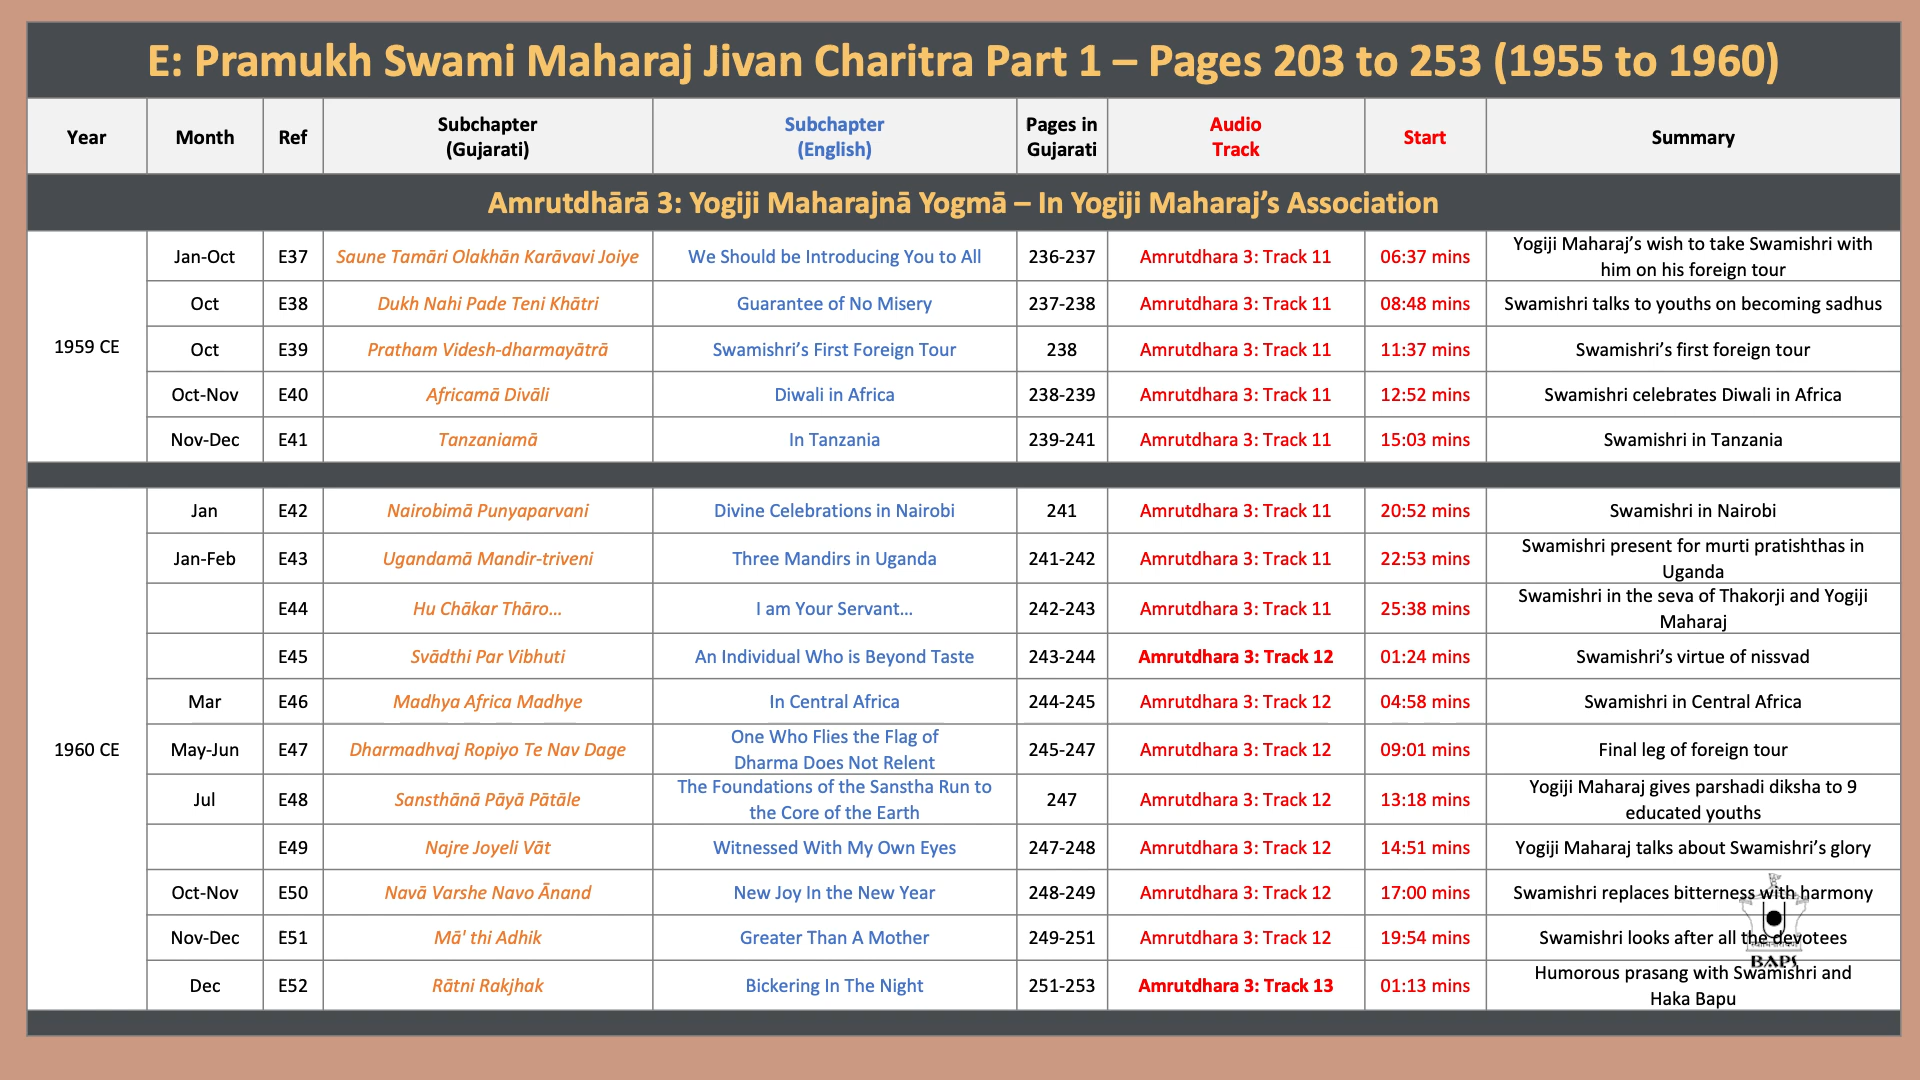 E: Pramukh Swami Maharaj Jivan Charitra Part 1 – Pages 203 to 253 (1955 to 1960)
Year Month Ref Subchapter (Gujarati) Subchapter (English) Pages in Gujarati Audio Track Start Summary
Amrutdhārā 3: Yogiji Maharajnā Yogmā – In Yogiji Maharaj’s Association
1959 CE
Jan-Oct E37 Saune Tamāri Olakhān Karāvavi Joiye We Should be Introducing You to All 236-237 Amrutdhara 3: Track 11 06:37 mins Yogiji Maharaj’s wish to take Swamishri with him on his foreign tour
Oct E38 Dukh Nahi Pade Teni Khātri Guarantee of No Misery 237-238 Amrutdhara 3: Track 11 08:48 mins Swamishri talks to youths on becoming sadhus
Oct E39 Pratham Videsh-dharmayātrā Swamishri’s First Foreign Tour 238 Amrutdhara 3: Track 11 11:37 mins Swamishri’s first foreign tour
Oct-Nov E40 Africamā Divāli Diwali in Africa 238-239 Amrutdhara 3: Track 11 12:52 mins Swamishri celebrates Diwali in Africa
Nov-Dec E41 Tanzaniamā In Tanzania 239-241 Amrutdhara 3: Track 11 15:03 mins Swamishri in Tanzania
1960 CE
Jan E42 Nairobimā Punyaparvani Divine Celebrations in Nairobi 241 Amrutdhara 3: Track 11 20:52 mins Swamishri in Nairobi
Jan-Feb E43 Ugandamā Mandir-triveni Three Mandirs in Uganda 241-242 Amrutdhara 3: Track 11 22:53 mins Swamishri present for murti pratishthas in Uganda
E44 Hu Chākar Thāro... I am Your Servant... 242-243 Amrutdhara 3: Track 11 25:38 mins Swamishri in the seva of Thakorji and Yogiji Maharaj
E45 Svādthi Par Vibhuti An Individual Who is Beyond Taste 243-244 Amrutdhara 3: Track 12 01:24 mins Swamishri’s virtue of nissvad
Mar E46 Madhya Africa Madhye In Central Africa 244-245 Amrutdhara 3: Track 12 04:58 mins Swamishri in Central Africa
May-Jun E47 Dharmadhvaj Ropiyo Te Nav Dage One Who Flies the Flag of Dharma Does Not Relent 245-247 Amrutdhara 3: Track 12 09:01 mins Final leg of foreign tour
Jul E48 Sansthānā Pāyā Pātāle The Foundations of the Sanstha Run to the Core of the Earth 247 Amrutdhara 3: Track 12 13:18 mins Yogiji Maharaj gives parshadi diksha to 9 educated youths
E49 Najre Joyeli Vāt Witnessed With My Own Eyes 247-248 Amrutdhara 3: Track 12 14:51 mins Yogiji Maharaj talks about Swamishri’s glory
Oct-Nov E50 Navā Varshe Navo Ānand New Joy In the New Year 248-249 Amrutdhara 3: Track 12 17:00 mins Swamishri replaces bitterness with harmony
Nov-Dec E51 Mā' thi Adhik Greater Than A Mother 249-251 Amrutdhara 3: Track 12 19:54 mins Swamishri looks after all the devotees
BAPS
Dec E52 Rātni Rakjhak Bickering In The Night 251-253 Amrutdhara 3: Track 13 01:13 mins Humorous prasang with Swamishri and Haka Bapu